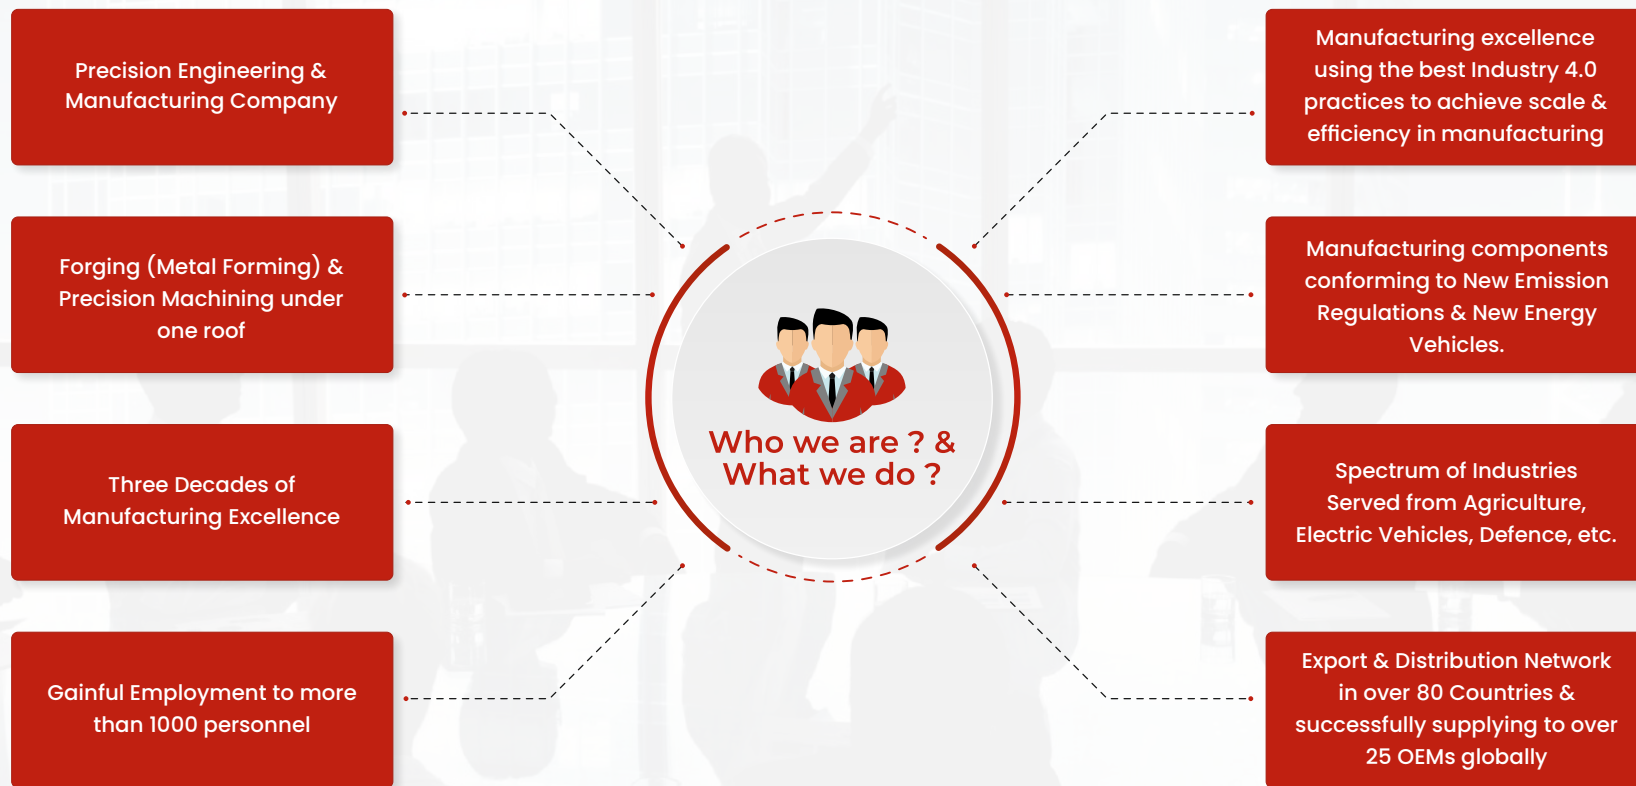 Precision Engineering &
Manufacturing Company
Forging (Metal Forming) &
Precision Machining under
one roof
Three Decades of
Manufacturing Excellence
Gainful Employment to more
than 1000 personnel
Who we are ? &
What we do ?
Manufacturing excellence
using the best Industry 4.0
practices to achieve scale &
efficiency in manufacturing
Manufacturing components
conforming to New Emission
Regulations & New Energy
Vehicles.
Spectrum of Industries
Served from Agriculture,
Electric Vehicles, Defence, etc.
Export & Distribution Network
in over 80 Countries &
successfully supplying to over
25 OEMs globally